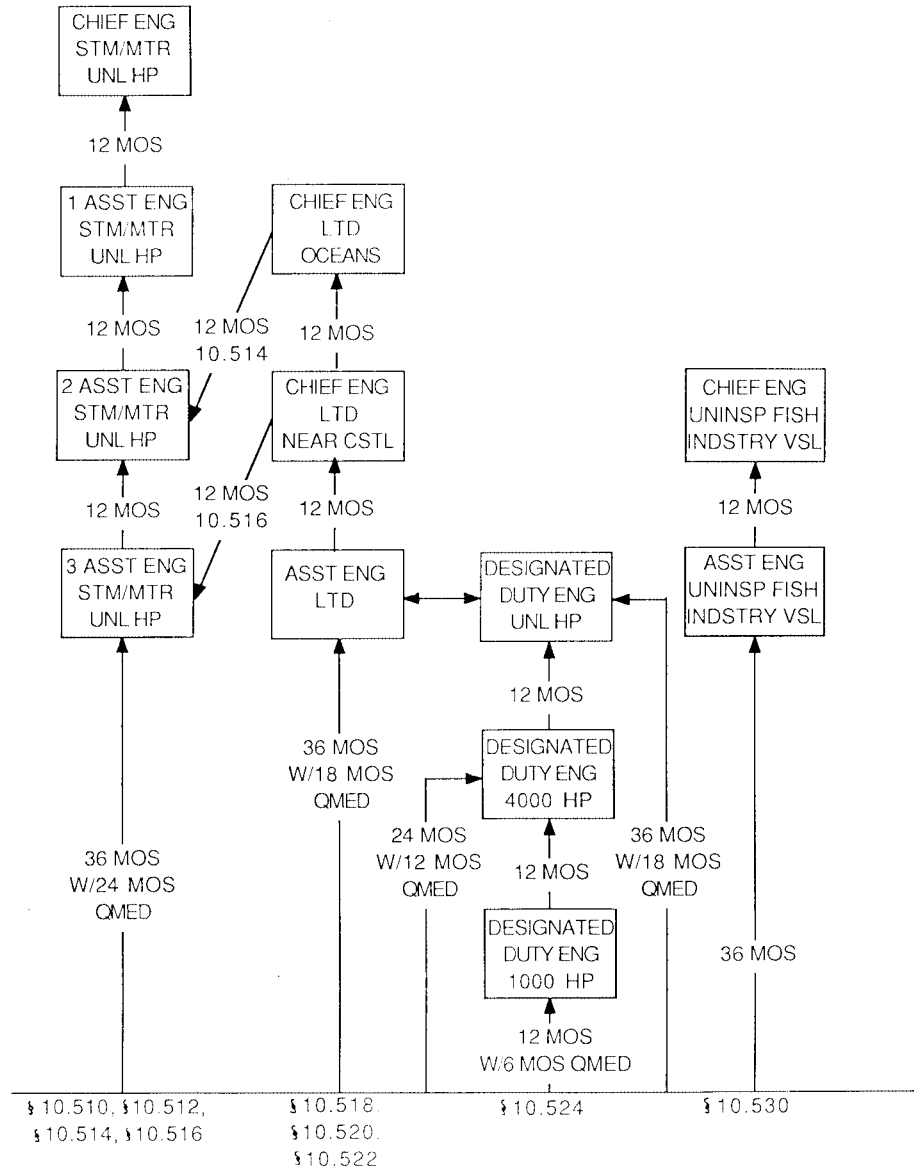 CHIEF ENG
STM/MTR
UNL HP
12 MOS
1 ASST ENG
STM/MTR
UNL HP
12 MOS
2 ASST ENG
STM/MTR
UNL HP
12 MOS
3 ASST ENG
STM/MTR
UNL HP
36 MOS
W/24 MOS
QMED
§ 10.510, § 10.512,
§ 10.514, § 10.516
CHIEF ENG
LTD
OCEANS
12 MOS
10.514
12 MOS
CHIEF ENG
LTD
NEAR CSTL
12 MOS
10.516
12 MOS
ASST ENG
LTD
36 MOS
W/18 MOS
QMED
§ 10.518.
§ 10.520.
§ 10.522
DESIGNATED
DUTY ENG
UNL HP
12 MOS
DESIGNATED
DUTY ENG
4000 HP
24 MOS
W/12 MOS
QMED
12 MOS
36 MOS
W/18 MOS
QMED
DESIGNATED
DUTY ENG
1000 HP
12 MOS
W/6 MOS QMED
§ 10.524
CHIEF ENG
UNINSP FISH
INDSTRY VSL
12 MOS
ASST ENG
UNINSP FISH
INDSTRY VSL
36 MOS
§ 10.530